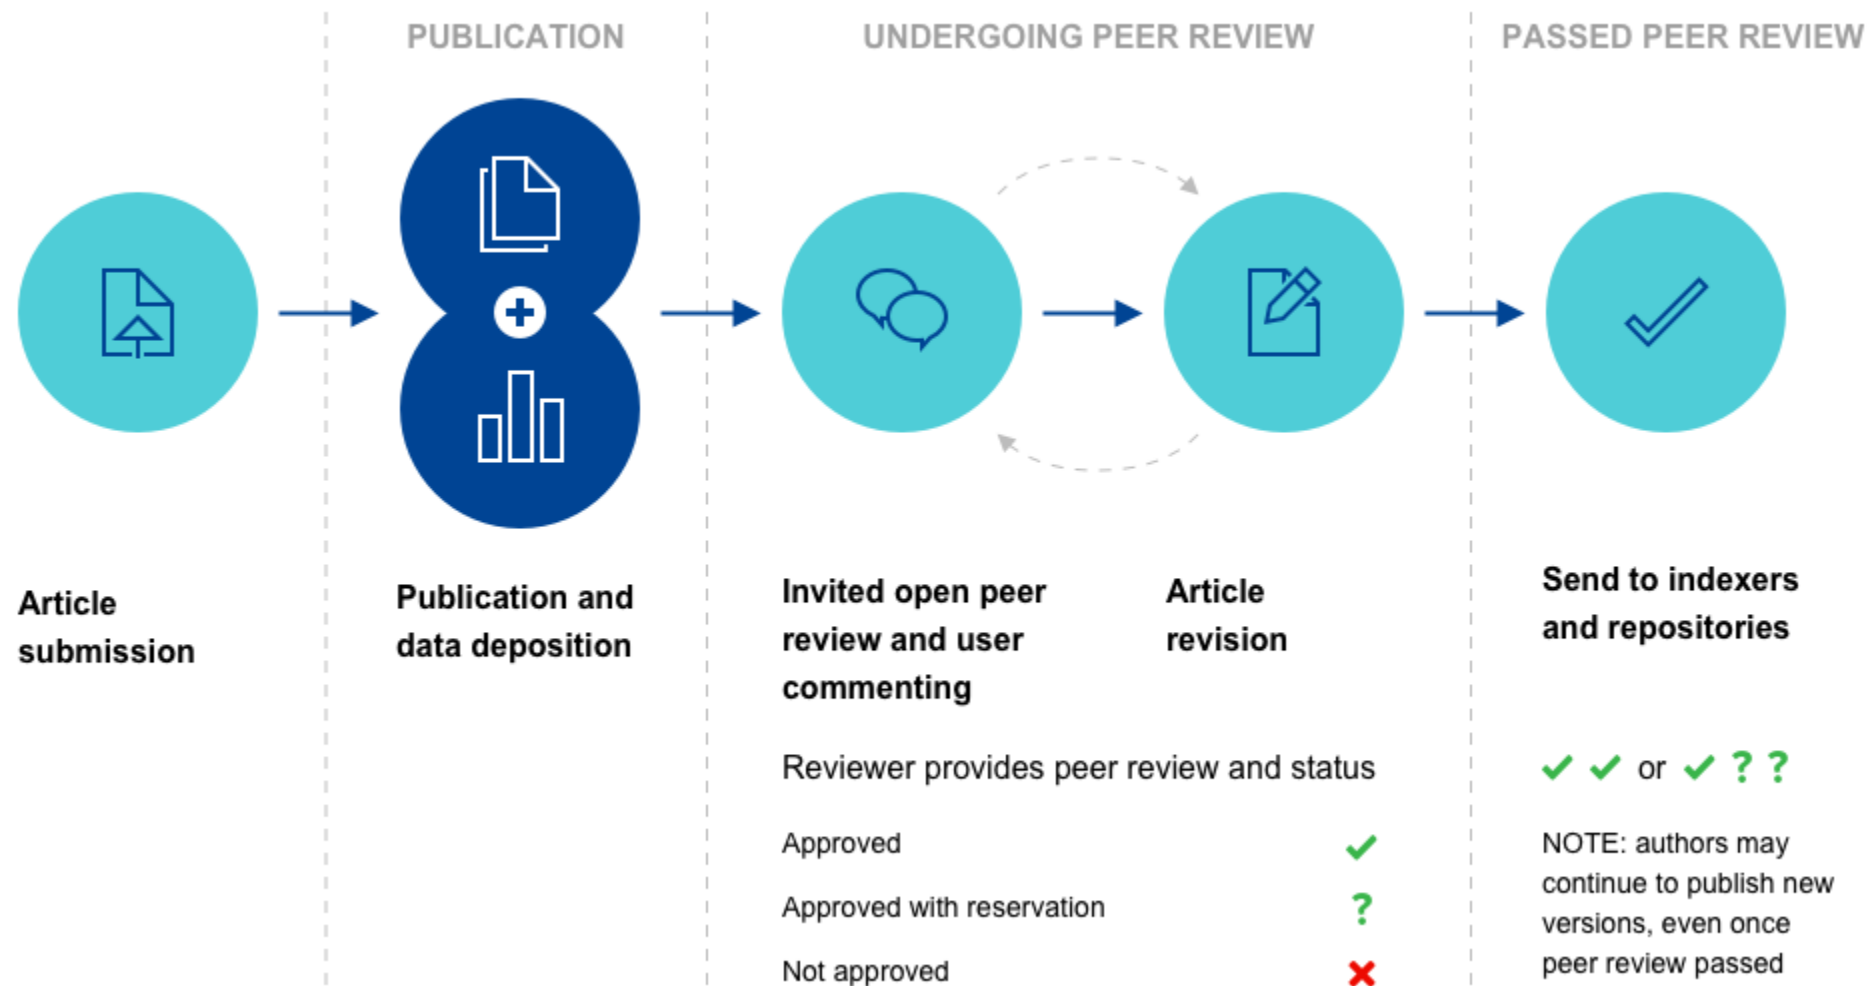 PUBLICATION
UNDERGOING PEER REVIEW
PASSED PEER REVIEW
Article
submission
Publication and
data deposition
Invited open peer
review and user
commenting
Article
revision
Send to indexers
and repositories
Reviewer provides peer review and status
Approved
Approved with reservation
?
Not approved
or
? ?
NOTE: authors may
continue to publish new
versions, even once
peer review passed